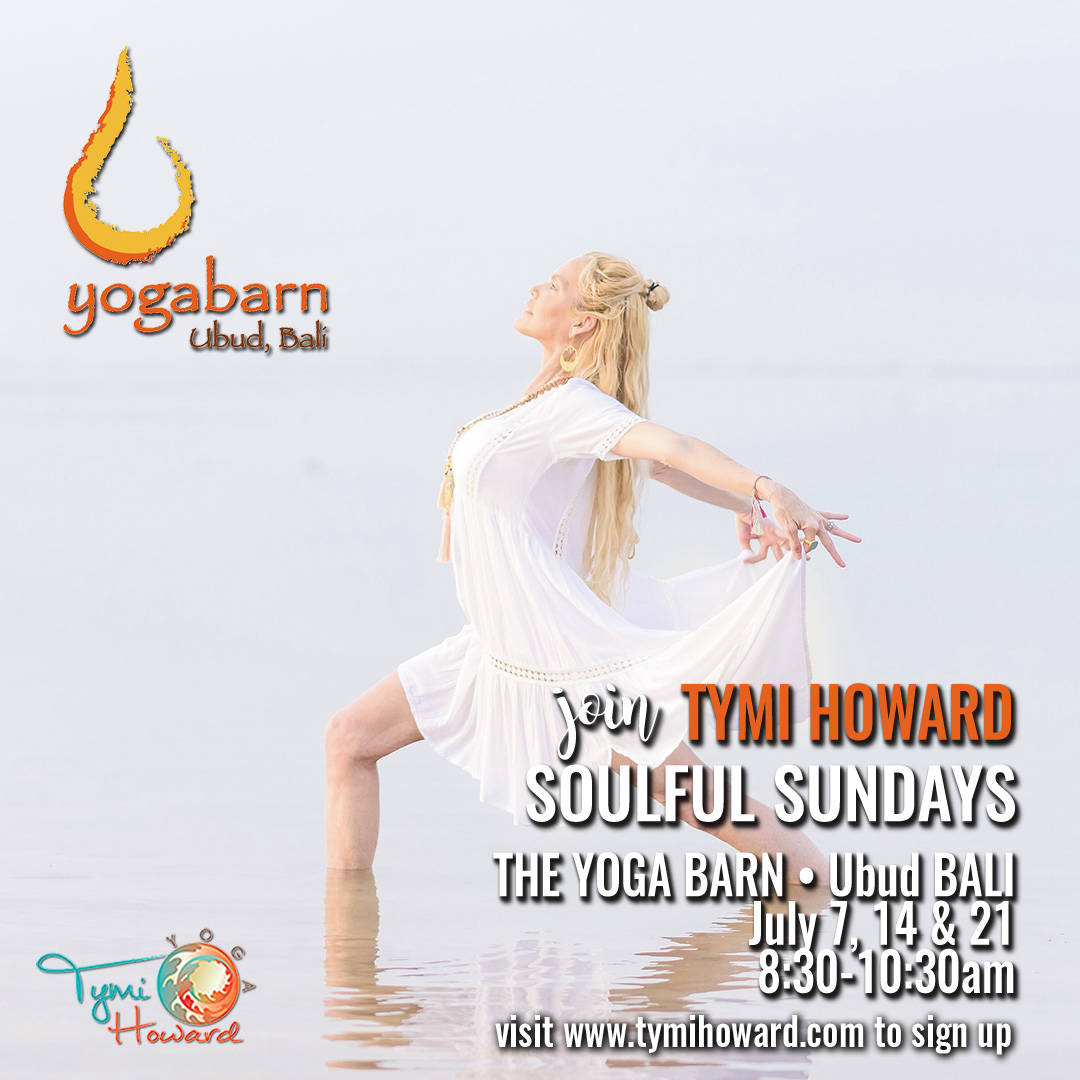 yogabarn
Ubud, Bali
join TYMI HOWARD
SOULFUL SUNDAYS
THE YOGA BARN • Ubud BALI
July 7, 14 & 21
8:30-10:30am
visit www.tymihoward.com to sign up
YOGA
Tymi
Howard